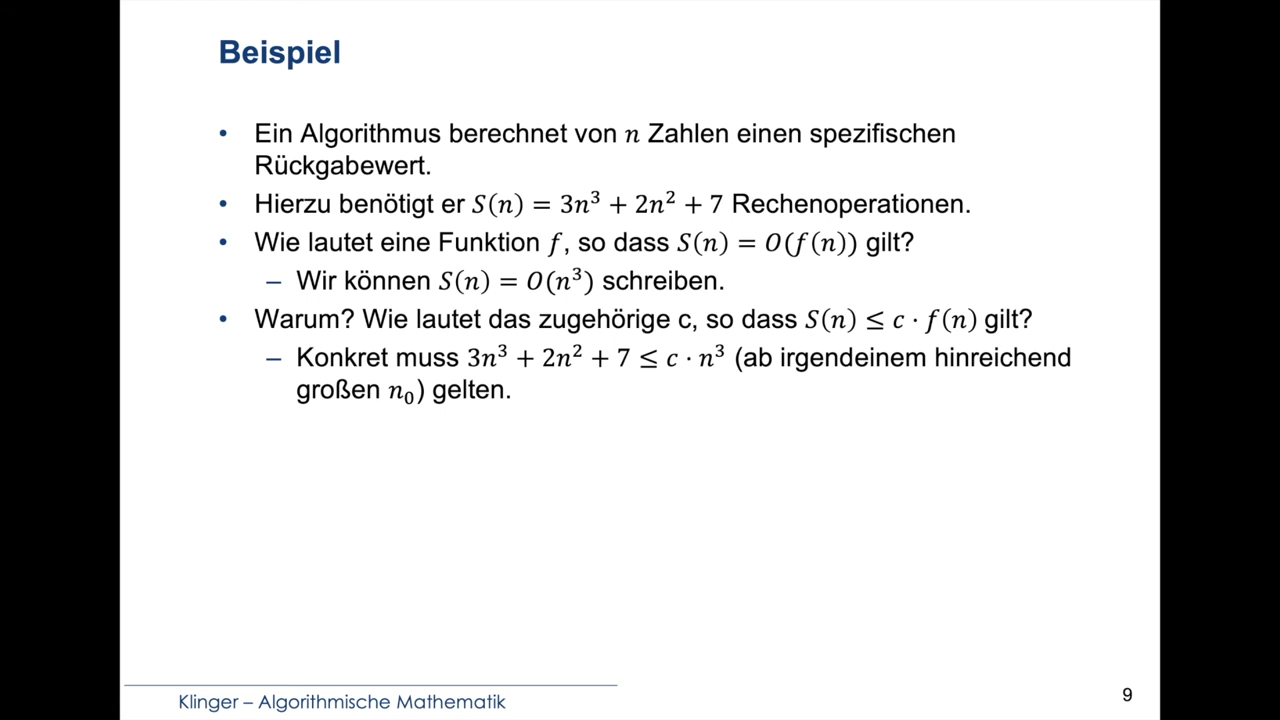 Beispiel
• Ein Algorithmus berechnet von n Zahlen einen spezifischen
Rückgabewert.
• Hierzu benötigt er S(n) = 3n³ + 2n² + 7 Rechenoperationen.
• Wie lautet eine Funktion f, so dass S(n) = O(f(n)) gilt?
– Wir können S(n) = O(n³) schreiben.
• Warum? Wie lautet das zugehörige c, so dass S(n) ≤ c · f(n) gilt?
– Konkret muss 3n³ + 2n² + 7 ≤ c · n³ (ab irgendeinem hinreichend
großen n₀) gelten.
Klinger – Algorithmische Mathematik
9